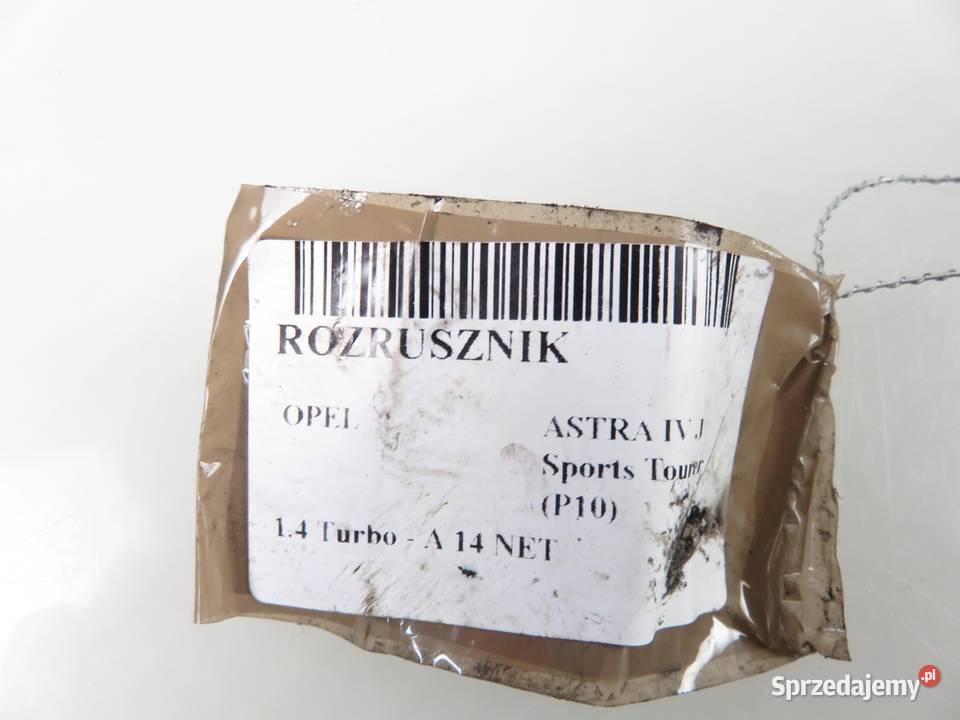 ROZRUSZNIK
OPEL
ASTRA IV J
Sports Tourer
(P10)
1.4 Turbo - A 14 NET
Sprzedajemy.pl